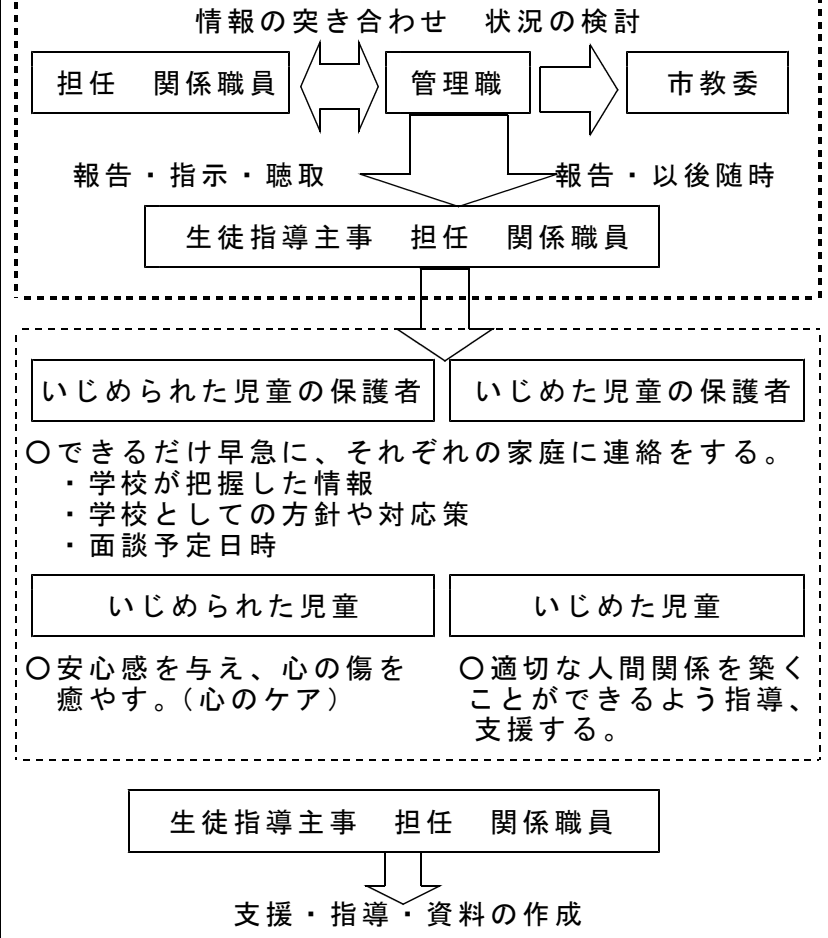 情報の突き合わせ　状況の検討
担任　関係職員
管理職
市教委
報告・指示・聴取
報告・以後随時
生徒指導主事　担任　関係職員
いじめられた児童の保護者
いじめた児童の保護者
〇できるだけ早急に、それぞれの家庭に連絡をする。
・学校が把握した情報
・学校としての方針や対応策
・面談予定日時
いじめられた児童
いじめた児童
〇安心感を与え、心の傷を
癒やす。(心のケア)
〇適切な人間関係を築く
ことができるよう指導、
支援する。
生徒指導主事　担任　関係職員
支援・指導・資料の作成